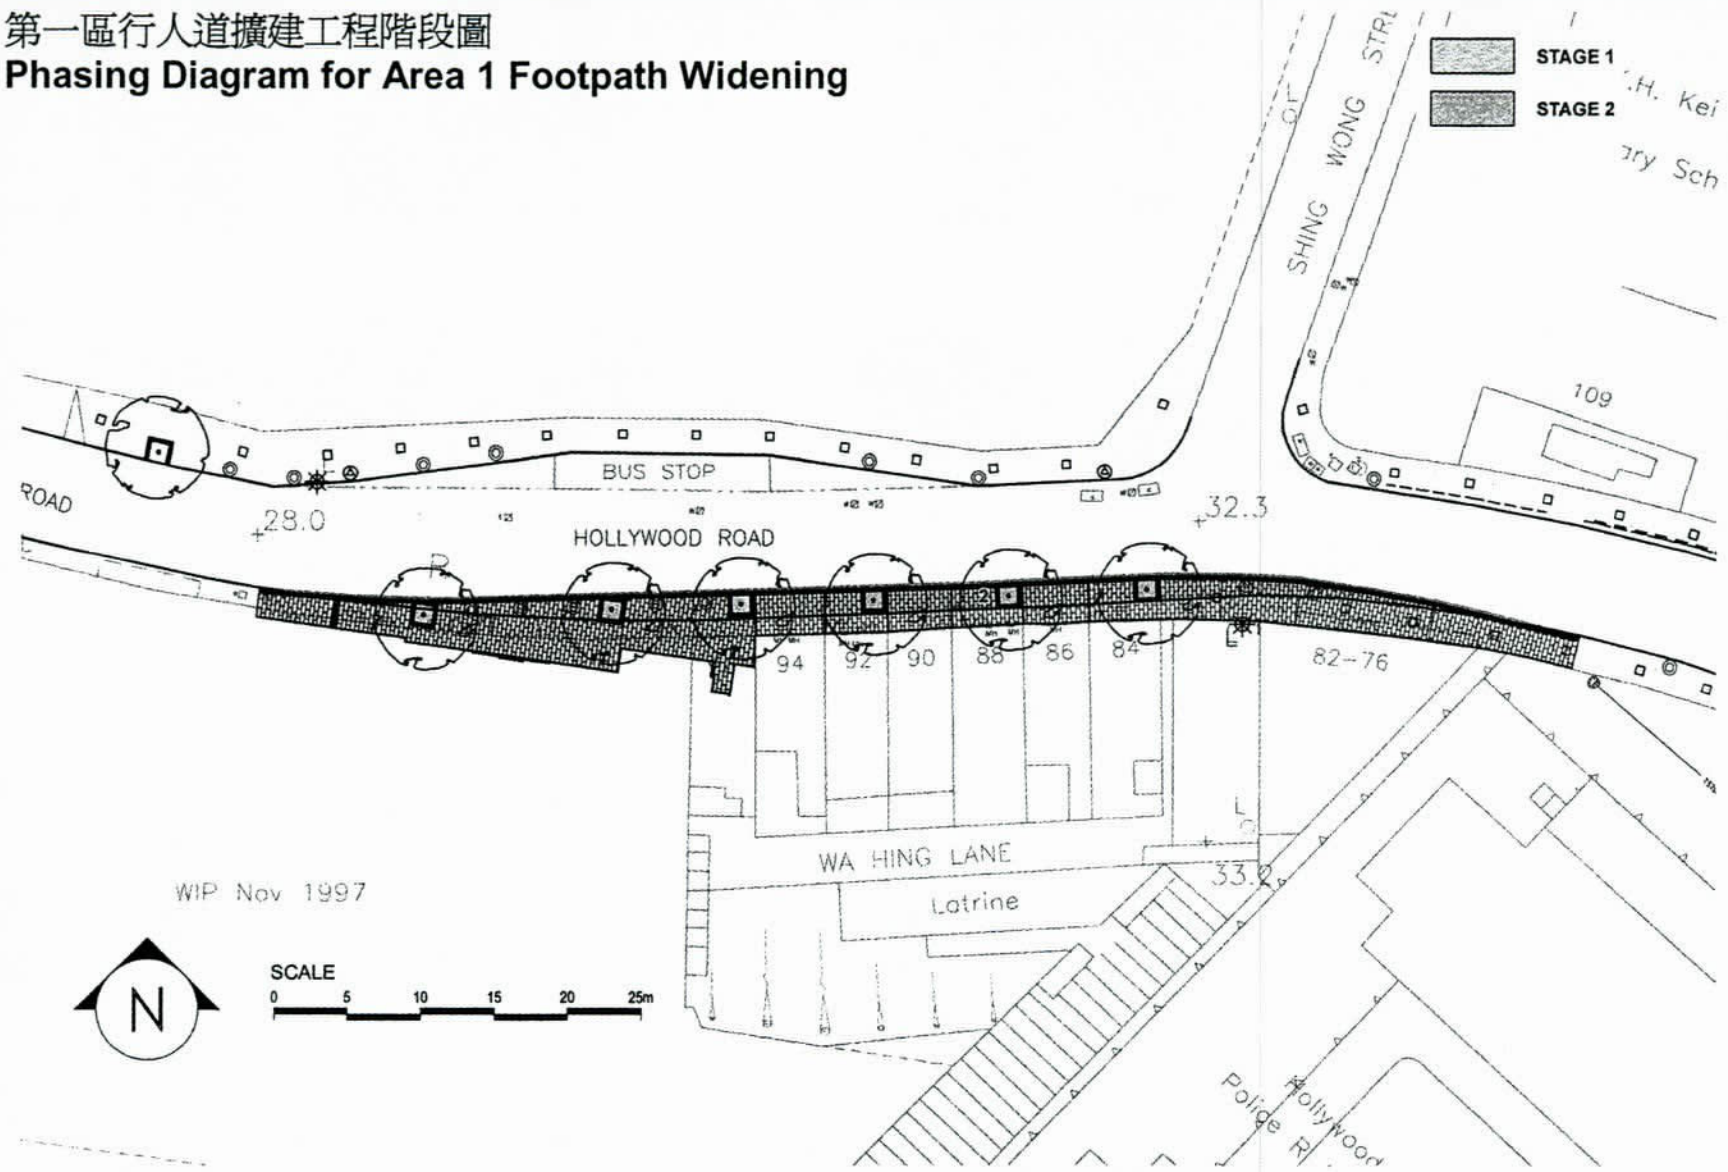 第一區行人道擴建工程階段圖
Phasing Diagram for Area 1 Footpath Widening
STAGE 1
STAGE 2
.H. Kei
ary Sch
SHING WONG STRE
109
BUS STOP
ROAD
28.0
32.3
HOLLYWOOD ROAD
P
94
92
90
88
86
84
82-76
WA HING LANE
33.2
Latrine
WIP Nov 1997
N
SCALE
0 5 10 15 20 25m
Hollywood
Police R